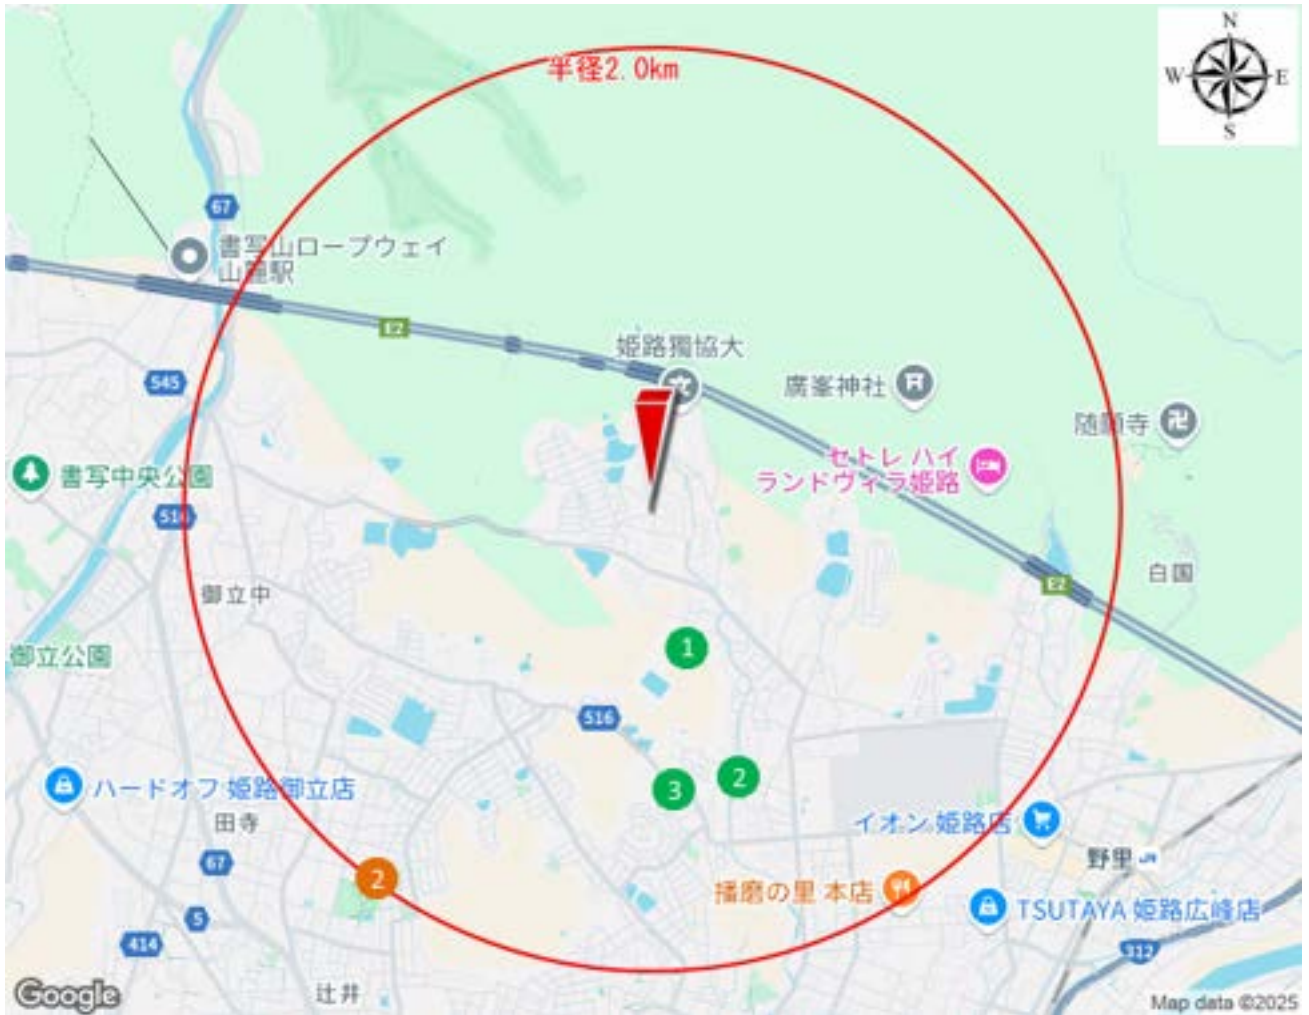 N
W
E
S
半径2.0km
67
書写山ロープウェイ
山麓駅
E2
姫路獨協大
545
廣峯神社
随願寺
書写中央公園
セトレ ハイ
ランドヴィラ姫路
516
御立中
E2
白国
御立公園
1
516
2
3
ハードオフ 姫路御立店
田寺
イオン 姫路店
67
2
野里
JR
播磨の里 本店
TSUTAYA 姫路広峰店
5
414
312
辻井
Google
Map data ©2025